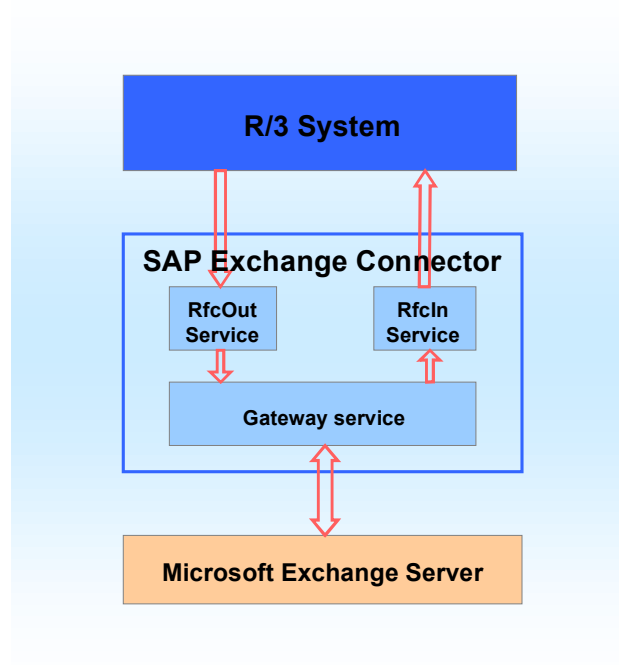 R/3 System
SAP Exchange Connector
RfcOut
Service
RfcIn
Service
Gateway service
Microsoft Exchange Server